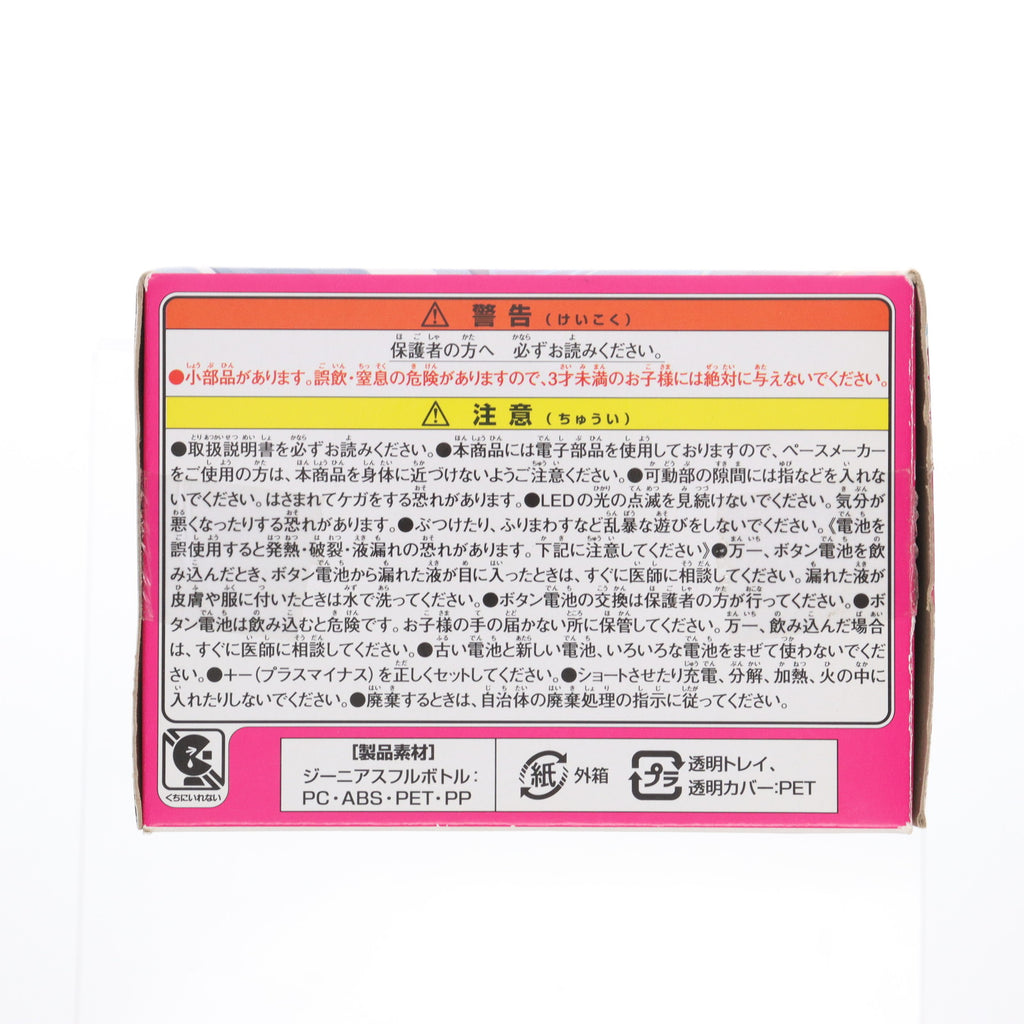 ⚠ 警告（けいこく）
保護者の方へ 必ずお読みください。
●小部品があります。誤飲・窒息の危険がありますので、3才未満のお子様には絶対に与えないでください。
⚠ 注意（ちゅうい）
●取扱説明書を必ずお読みください。●本商品には電子部品を使用しておりますので、ペースメーカー
をご使用の方は、本商品を身体に近づけないようご注意ください。●可動部の隙間には指などを入れ
ないでください。はさまれてケガをする恐れがあります。●LEDの光の点滅を見続けないでください。気分が
悪くなったりする恐れがあります。●ぶつけたり、ふりまわすなど乱暴な遊びをしないでください。《電池を
誤使用すると発熱・破裂・液漏れの恐れがあります。下記に注意してください》●万一、ボタン電池を飲
み込んだとき、ボタン電池から漏れた液が目に入ったときは、すぐに医師に相談してください。漏れた液が
皮膚や服に付いたときは水で洗ってください。●ボタン電池の交換は保護者の方が行ってください。●ボ
タン電池は飲み込むと危険です。お子様の手の届かない所に保管してください。万一、飲み込んだ場合
は、すぐに医師に相談してください。●古い電池と新しい電池、いろいろな電池をまぜて使わないでくだ
さい。●＋－（プラスマイナス）を正しくセットしてください。●ショートさせたり充電、分解、加熱、火の中に
入れたりしないでください。●廃棄するときは、自治体の廃棄処理の指示に従ってください。
くちにいれない
［製品素材］
ジーニアスフルボトル：
PC・ABS・PET・PP
紙 外箱
プラ 透明トレイ、
透明カバー：PET